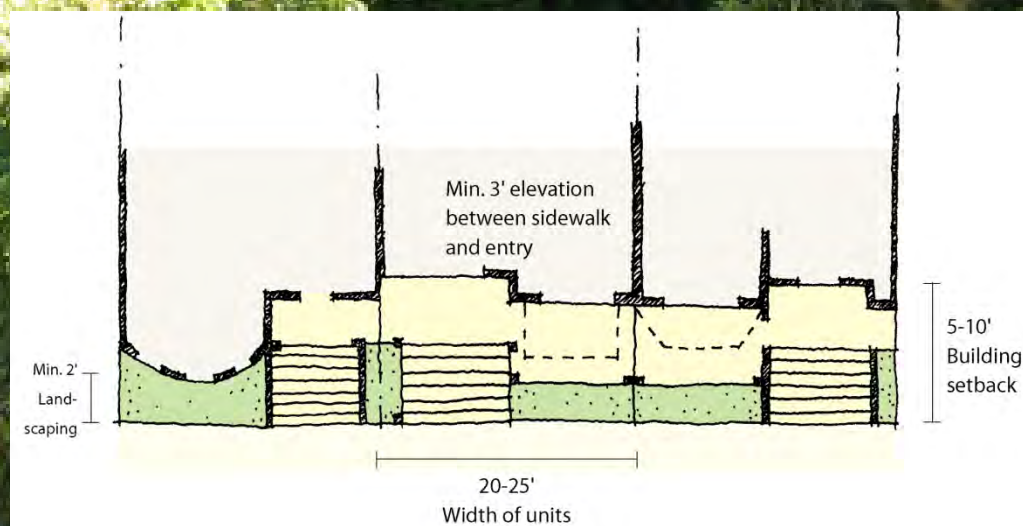 Min. 3' elevation
between sidewalk
and entry
Min. 2'
Land-
scaping
5-10'
Building
setback
20-25'
Width of units